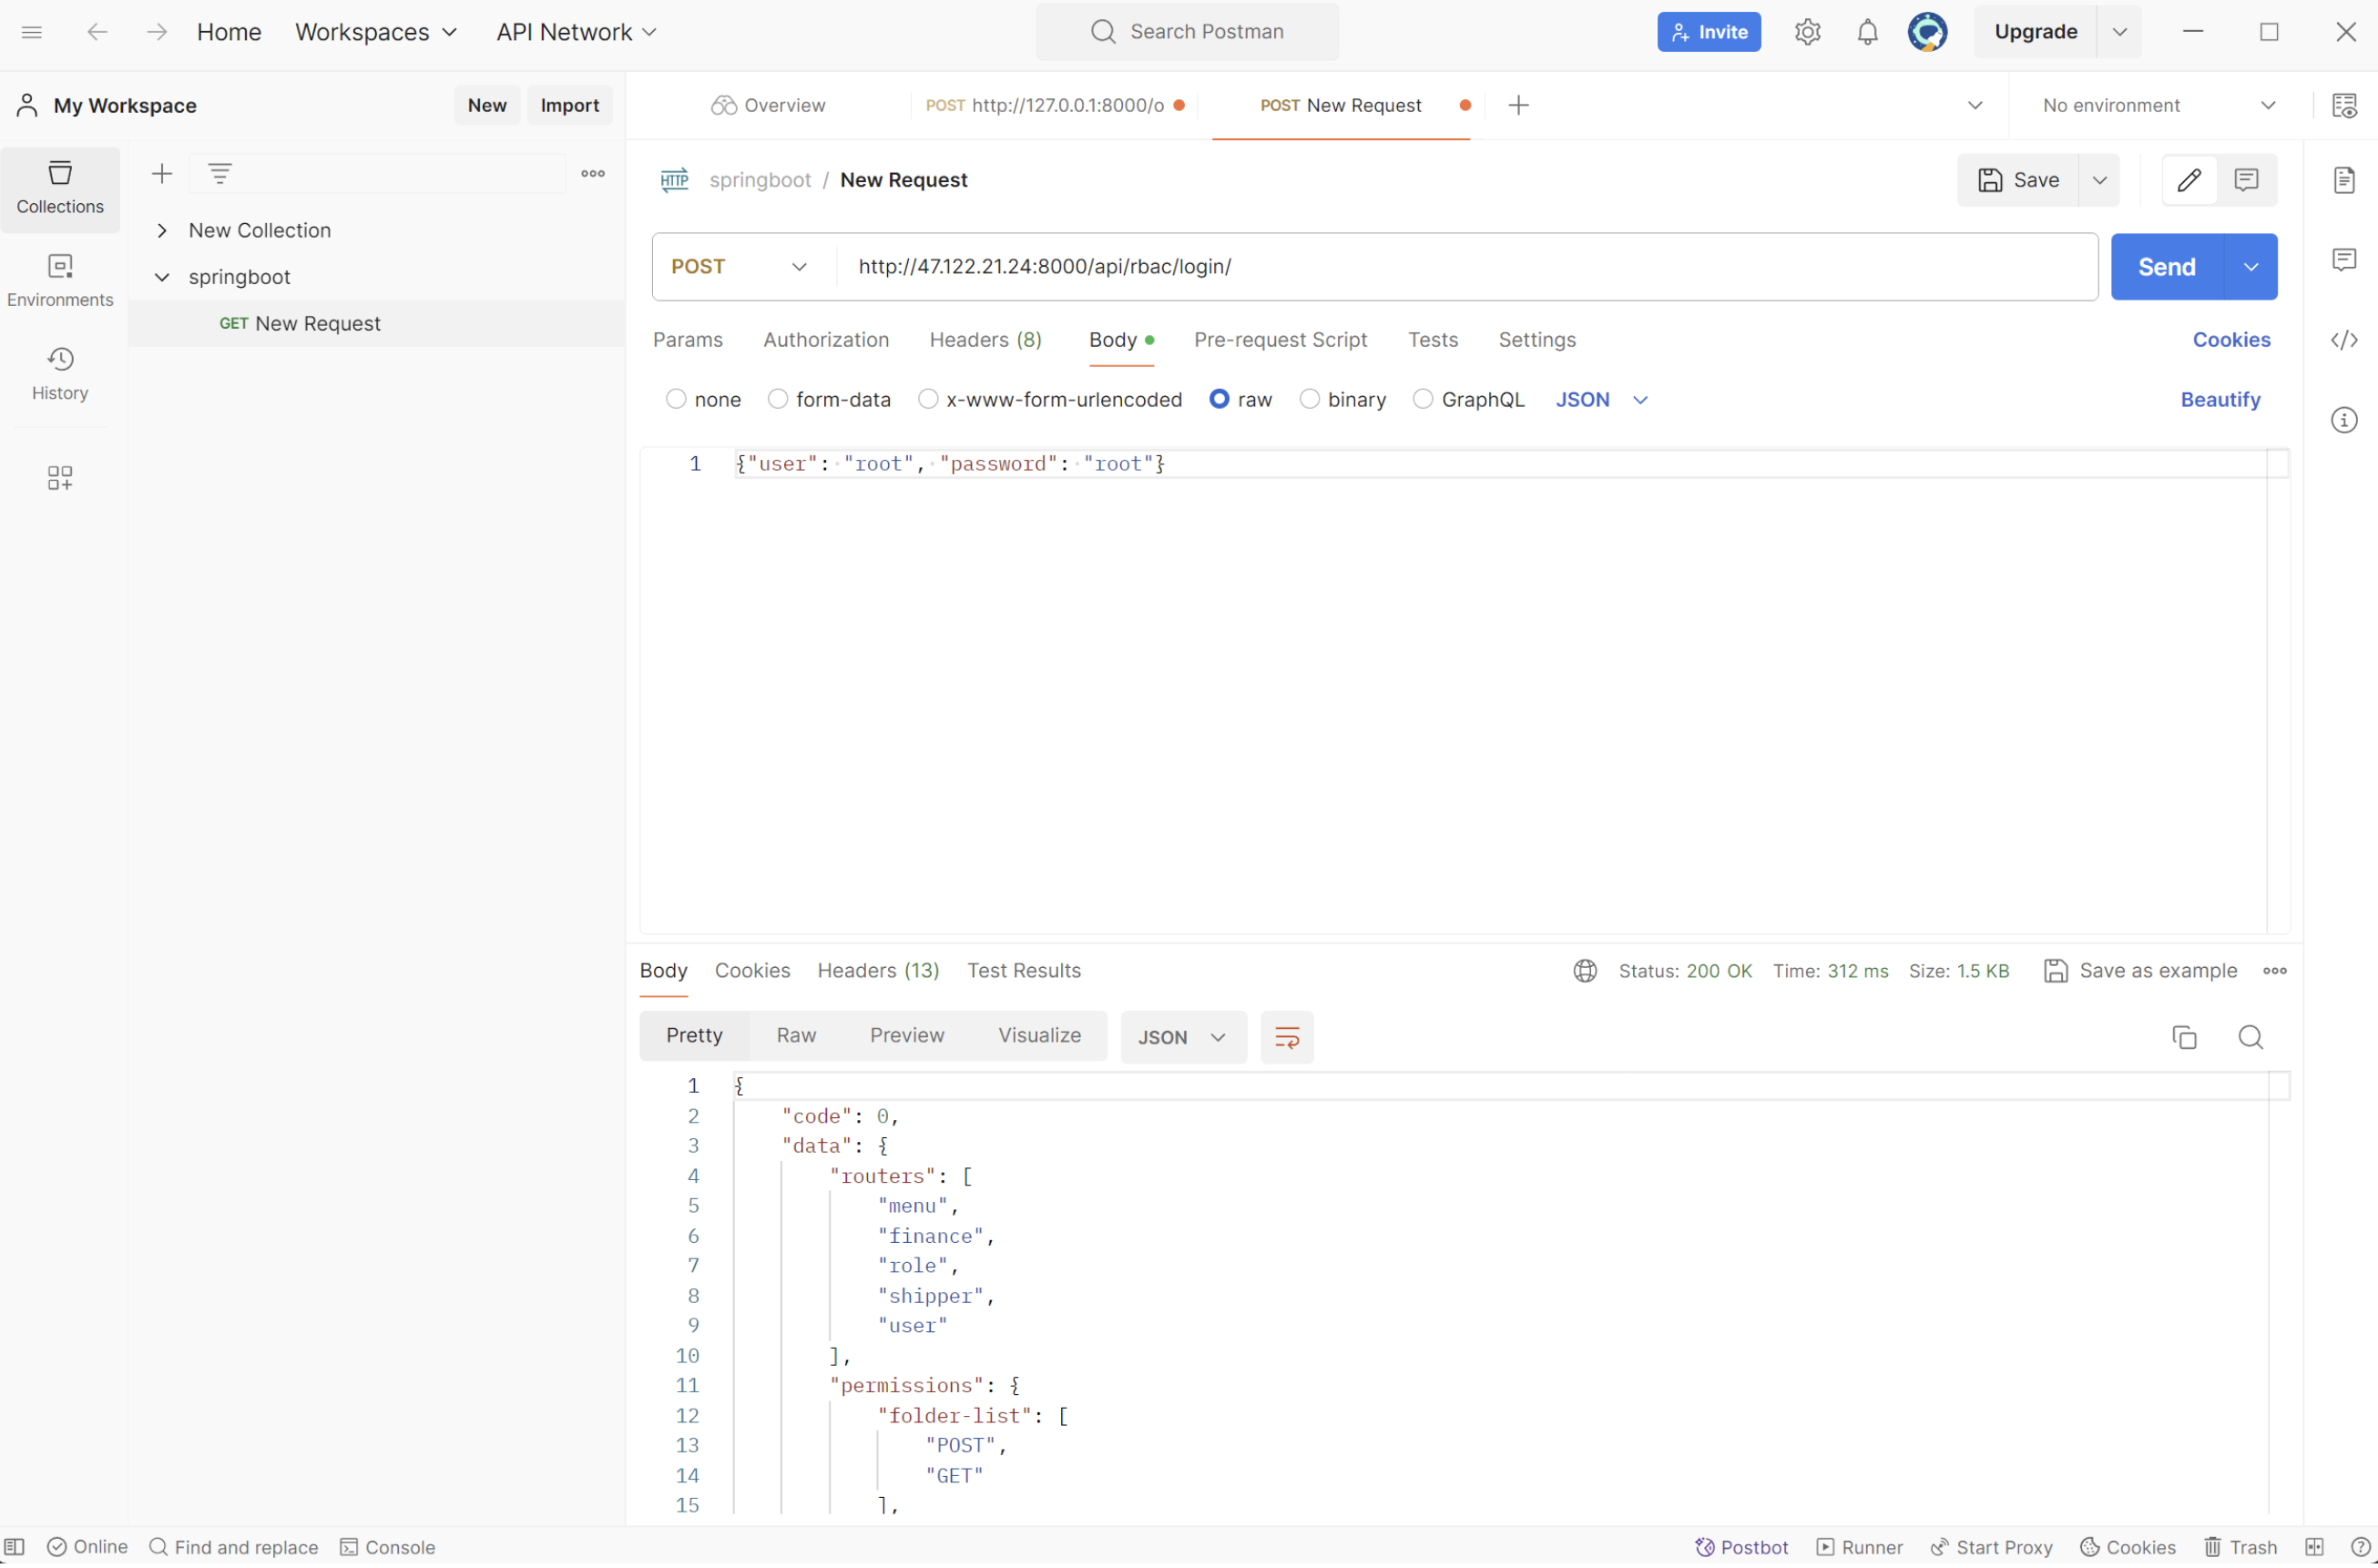 Home Workspaces API Network Search Postman Invite Upgrade
My Workspace New Import Overview POST http://127.0.0.1:8000/o POST New Request No environment
Collections
Environments
History
New Collection
springboot
GET New Request
HTTP springboot / New Request Save
POST http://47.122.21.24:8000/api/rbac/login/ Send
Params Authorization Headers (8) Body Pre-request Script Tests Settings Cookies
none form-data x-www-form-urlencoded raw binary GraphQL JSON Beautify
1 {"user": "root", "password": "root"}
Body Cookies Headers (13) Test Results Status: 200 OK Time: 312 ms Size: 1.5 KB Save as example
Pretty Raw Preview Visualize JSON
1 {
2 "code": 0,
3 "data": {
4 "routers": [
5 "menu",
6 "finance",
7 "role",
8 "shipper",
9 "user"
10 ],
11 "permissions": {
12 "folder-list": [
13 "POST",
14 "GET"
15 ],
Online Find and replace Console Postbot Runner Start Proxy Cookies Trash